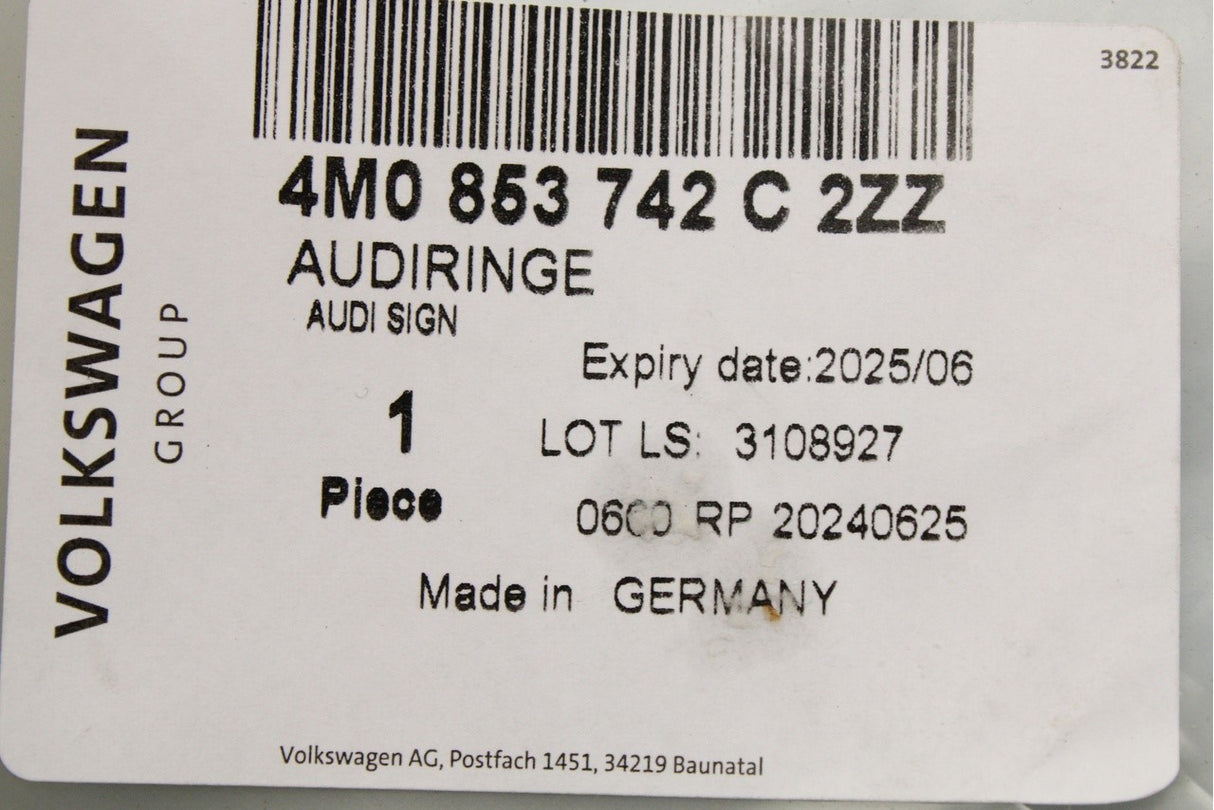 3822
4M0 853 742 C 2ZZ
AUDIRINGE
AUDI SIGN
Expiry date:2025/06
1
LOT LS: 3108927
Piece
0600 RP 20240625
Made in GERMANY
VOLKSWAGEN
GROUP
Volkswagen AG, Postfach 1451, 34219 Baunatal